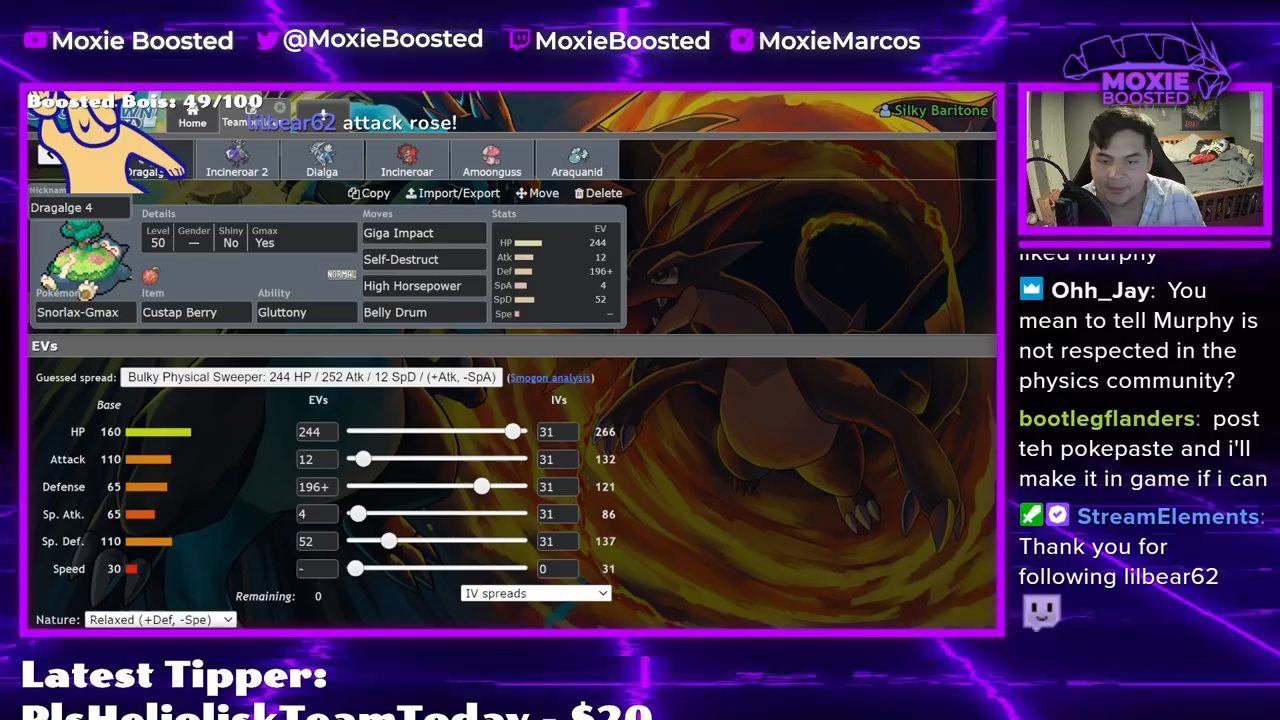 Moxie Boosted
@MoxieBoosted
MoxieBoosted
MoxieMarcos
MOXIE
BOOSTED
Boosted Bois: 49/100
Home
Team
lilbear62 attack rose!
Silky Baritone
Dragalg
Incineroar 2
Dialga
Incineroar
Amoonguss
Araquanid
Copy
Import/Export
Move
Delete
Nickname
Dragalge 4
Details
Level
50
Gender
—
Shiny
No
Gmax
Yes
NORMAL
Pokémon
Snorlax-Gmax
Item
Custap Berry
Ability
Gluttony
Moves
Giga Impact
Self-Destruct
High Horsepower
Belly Drum
Stats
EV
HP 244
Atk 12
Def 196+
SpA 4
SpD 52
Spe –
EVs
Guessed spread: Bulky Physical Sweeper: 244 HP / 252 Atk / 12 SpD / (+Atk, -SpA) (Smogon analysis)
Base EVs IVs
HP 160 244 31 266
Attack 110 12 31 132
Defense 65 196+ 31 121
Sp. Atk. 65 4 31 86
Sp. Def. 110 52 31 137
Speed 30 - 0 31
Remaining: 0
IV spreads
Nature: Relaxed (+Def, -Spe)
liked murphy
Ohh_Jay: You
mean to tell Murphy is
not respected in the
physics community?
bootlegflanders: post
teh pokepaste and i'll
make it in game if i can
StreamElements:
Thank you for
following lilbear62
Latest Tipper:
PlsHelioliskTeamToday - $20